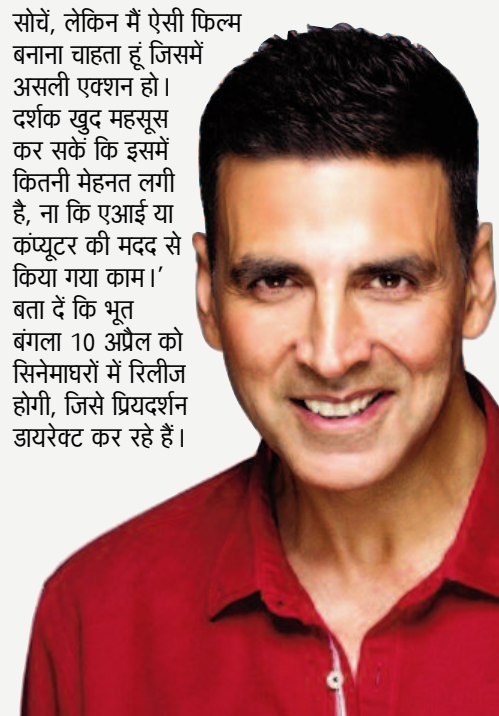 सोचें, लेकिन मैं ऐसी फिल्म
बनाना चाहता हूं जिसमें
असली एक्शन हो।
दर्शक खुद महसूस
कर सकें कि इसमें
कितनी मेहनत लगी
है, ना कि एआई या
कंप्यूटर की मदद से
किया गया काम।’
बता दें कि भूत
बंगला 10 अप्रैल को
सिनेमाघरों में रिलीज
होगी, जिसे प्रियदर्शन
डायरेक्ट कर रहे हैं।